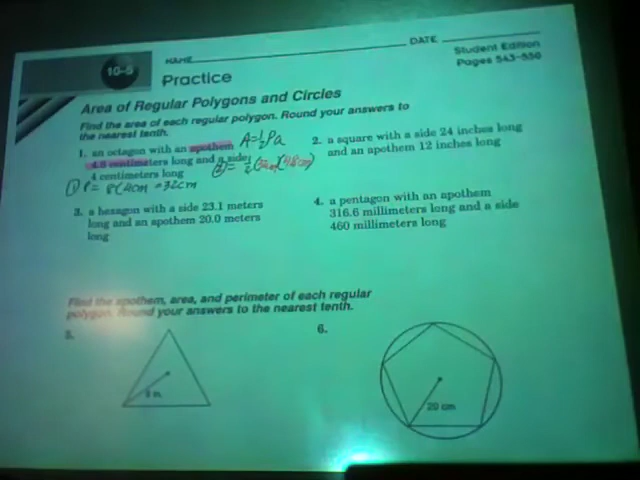 10-5
NAME
DATE
Practice
Student Edition
Pages 543–550
Area of Regular Polygons and Circles
Find the area of each regular polygon. Round your answers to
the nearest tenth.
1. an octagon with an apothem
4.8 centimeters long and a side
4 centimeters long
A=½Pa
① P = 8(4cm =32cm
2. a square with a side 24 inches long
and an apothem 12 inches long
3. a hexagon with a side 23.1 meters
long and an apothem 20.0 meters
long
4. a pentagon with an apothem
316.6 millimeters long and a side
460 millimeters long
Find the apothem, area, and perimeter of each regular
polygon. Round your answers to the nearest tenth.
5.
6.
20 cm